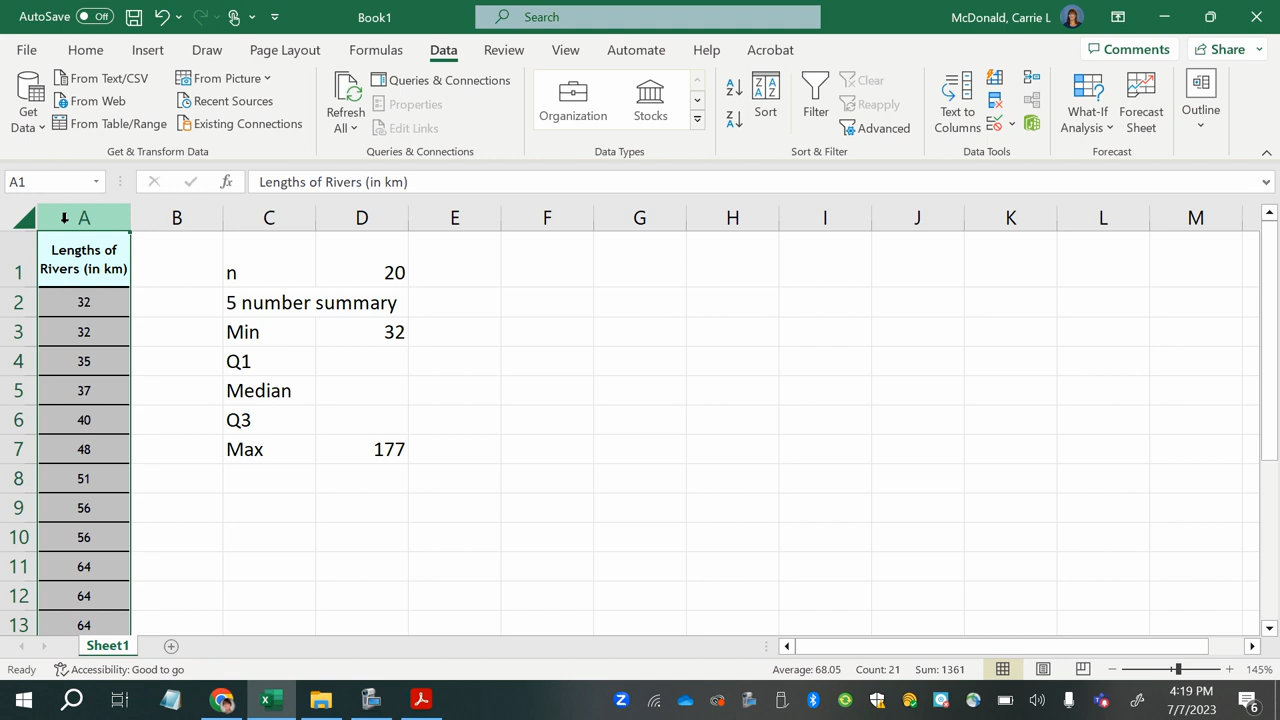 AutoSave Off Book1 Search McDonald, Carrie L
File Home Insert Draw Page Layout Formulas Data Review View Automate Help Acrobat Comments Share
Get Data From Text/CSV From Picture
From Web Recent Sources
From Table/Range Existing Connections
Get & Transform Data
Refresh All Queries & Connections
Properties
Edit Links
Queries & Connections
Organization Stocks
Data Types
Sort Filter Clear
Reapply
Advanced
Sort & Filter
Text to Columns
Data Tools
What-If Analysis Forecast Sheet
Forecast
Outline
A1 fx Lengths of Rivers (in km)
A B C D E F G H I J K L M
1 Lengths of Rivers (in km) n 20
2 32 5 number summary
3 32 Min 32
4 35 Q1
5 37 Median
6 40 Q3
7 48 Max 177
8 51
9 56
10 56
11 64
12 64
13 64
Sheet1
Ready Accessibility: Good to go Average: 68.05 Count: 21 Sum: 1361 145%
4:19 PM
7/7/2023
6